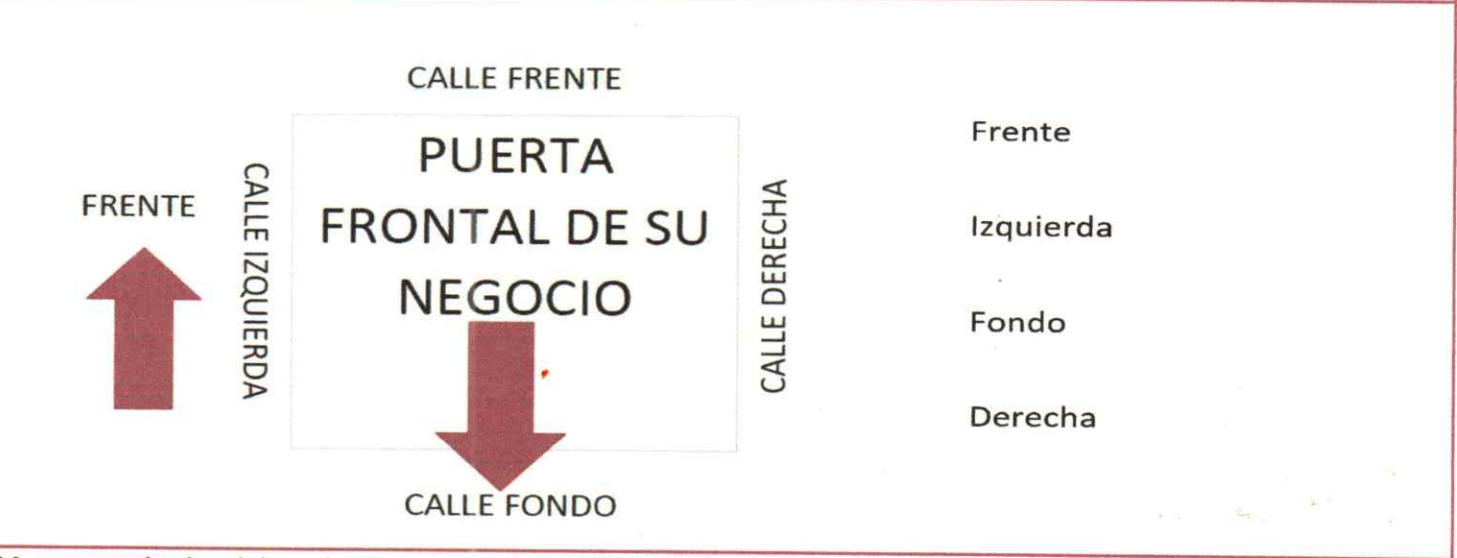 CALLE FRENTE
PUERTA
FRONTAL DE SU
NEGOCIO
FRENTE
CALLE IZQUIERDA
CALLE DERECHA
CALLE FONDO
Frente
Izquierda
Fondo
Derecha